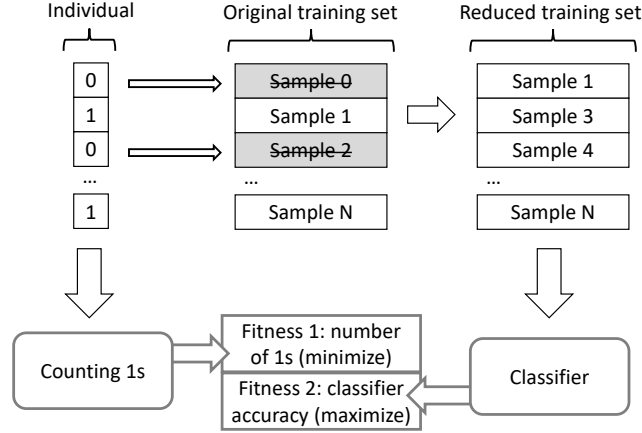 Individual
Original training set
Reduced training set
0
Sample 0
Sample 1
1
Sample 1
Sample 3
0
Sample 2
Sample 4
...
...
...
1
Sample N
Sample N
Counting 1s
Fitness 1: number
of 1s (minimize)
Fitness 2: classifier
accuracy (maximize)
Classifier